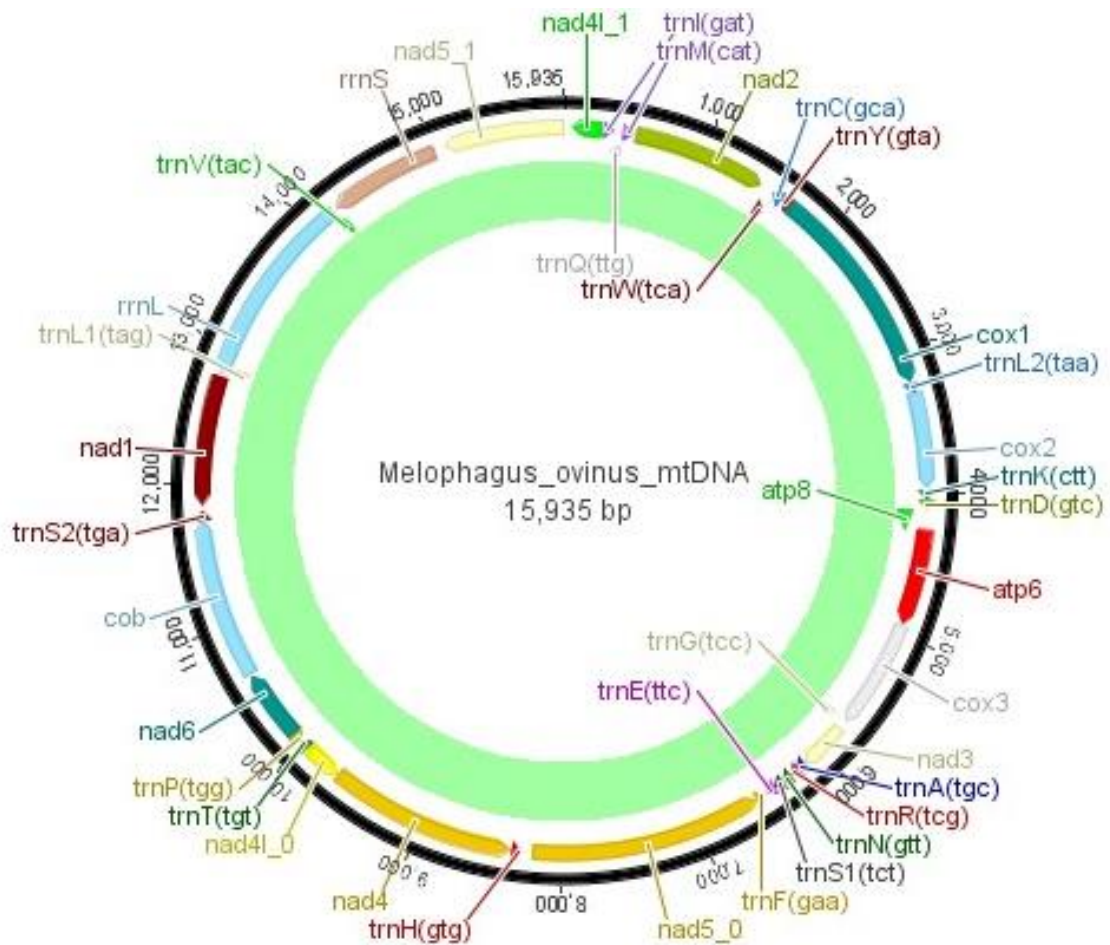 nad4l_1
trnI(gat)
trnM(cat)
nad5_1
15,935
nad2
rrnS
15,000
1,000
trnC(gca)
trnY(gta)
trnV(tac)
14,000
2,000
trnQ(ttg)
trnW(tca)
rrnL
13,000
3,000
cox1
trnL1(tag)
trnL2(taa)
nad1
cox2
12,000
Melophagus_ovinus_mtDNA
15,935 bp
trnK(ctt)
atp8
4,000
trnD(gtc)
trnS2(tga)
atp6
cob
11,000
trnG(tcc)
5,000
trnE(ttc)
cox3
nad6
nad3
10,000
6,000
trnP(tgg)
trnA(tgc)
trnT(tgt)
trnR(tcg)
nad4l_0
trnN(gtt)
9,000
7,000
trnS1(tct)
nad4
8,000
trnF(gaa)
trnH(gtg)
nad5_0